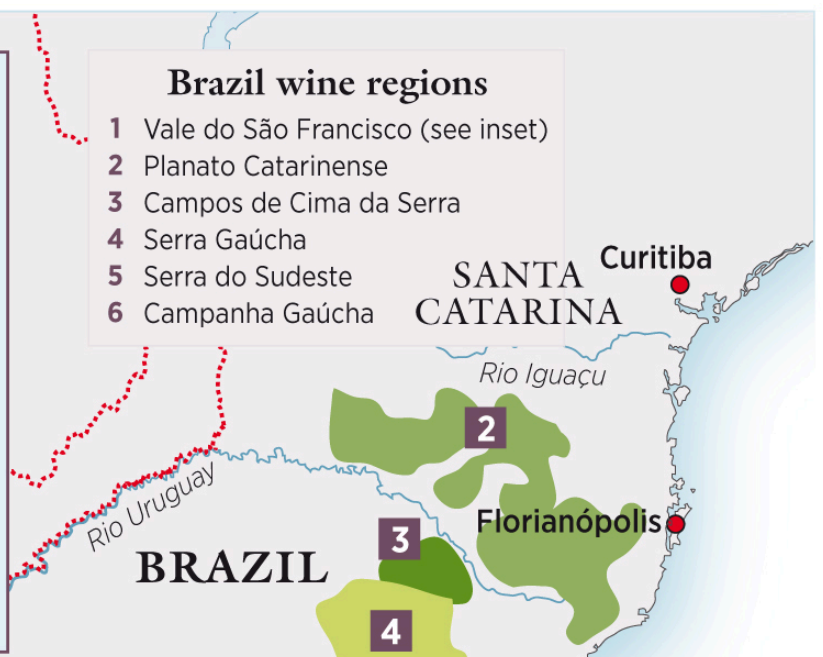 Brazil wine regions
1 Vale do São Francisco (see inset)
2 Planato Catarinense
3 Campos de Cima da Serra
4 Serra Gaúcha
5 Serra do Sudeste
6 Campanha Gaúcha
SANTA
CATARINA
Curitiba
Rio Iguaçu
2
Rio Uruguay
Florianópolis
3
BRAZIL
4